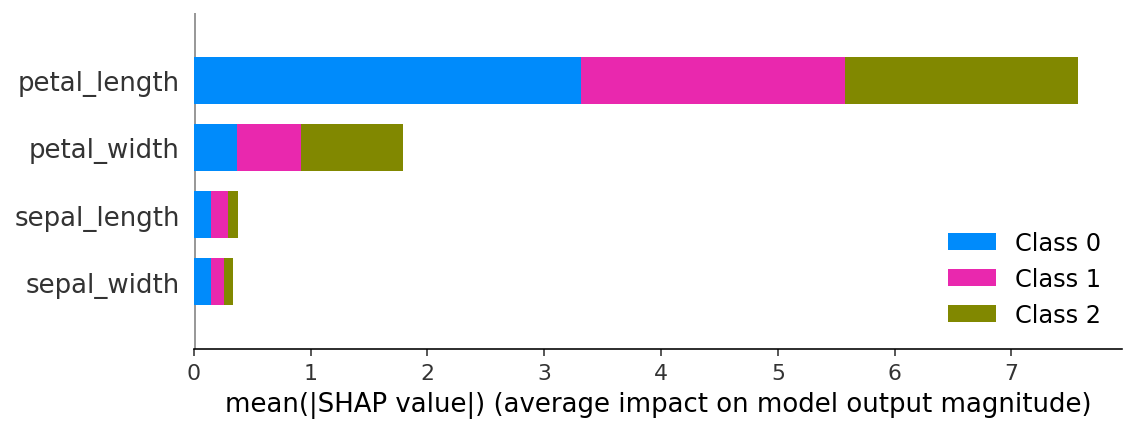 petal_length
petal_width
sepal_length
sepal_width
Class 0
Class 1
Class 2
0 1 2 3 4 5 6 7
mean(|SHAP value|) (average impact on model output magnitude)